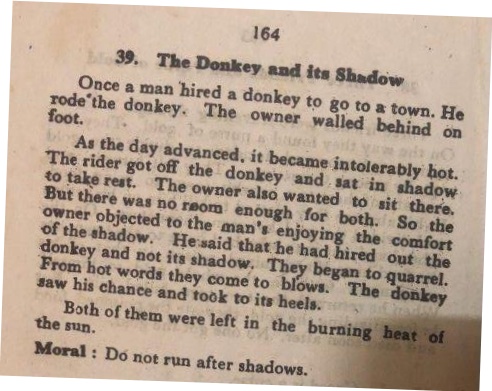 164
39. The Donkey and its Shadow
Once a man hired a donkey to go to a town. He
rode the donkey. The owner walled behind on
foot.
As the day advanced, it became intolerably hot.
The rider got off the donkey and sat in shadow
to take rest. The owner also wanted to sit there.
But there was no room enough for both. So the
owner objected to the man's enjoying the comfort
of the shadow. He said that he had hired out the
donkey and not its shadow. They began to quarrel.
From hot words they come to blows. The donkey
saw his chance and took to its heels.
Both of them were left in the burning heat of
the sun.
Moral : Do not run after shadows.